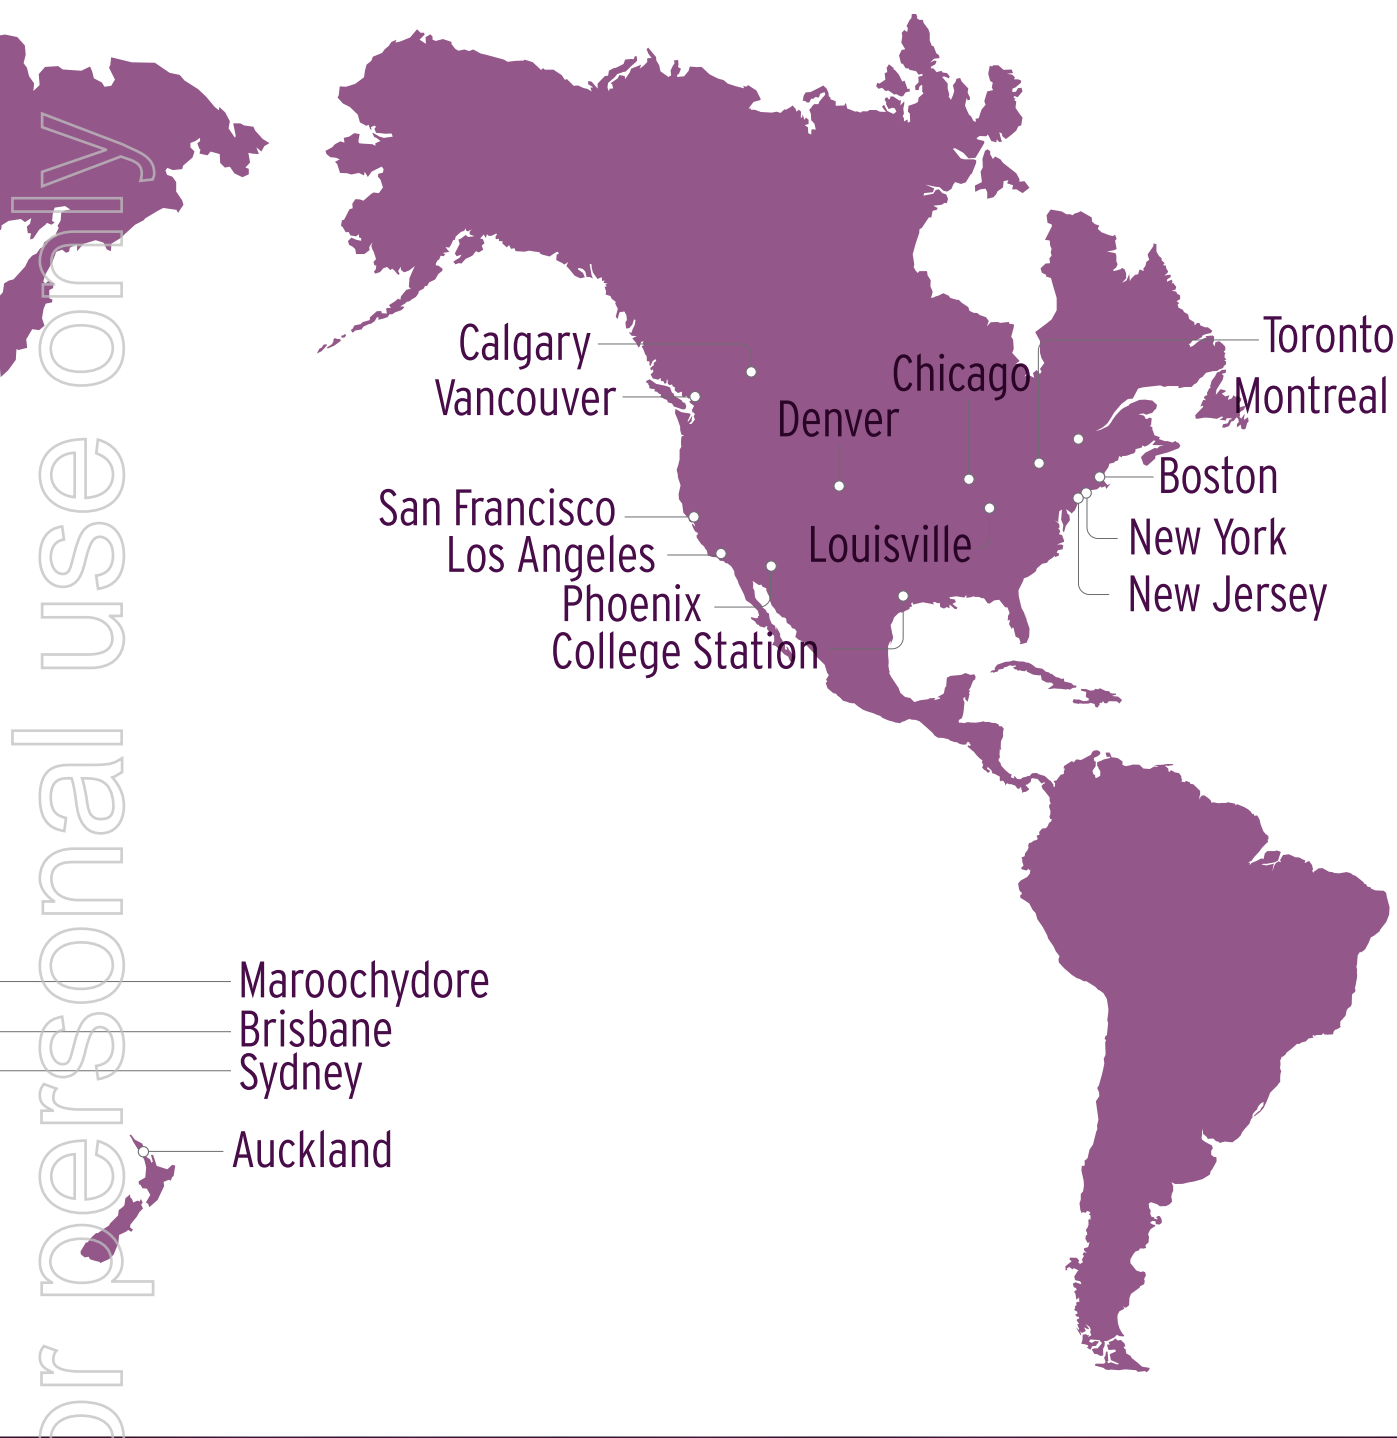 Toronto
Calgary
Chicago
Vancouver
Montreal
Denver
Boston
San Francisco
New York
Louisville
Los Angeles
New Jersey
Phoenix
College Station
Maroochydore
Brisbane
Sydney
Auckland
or personal use only